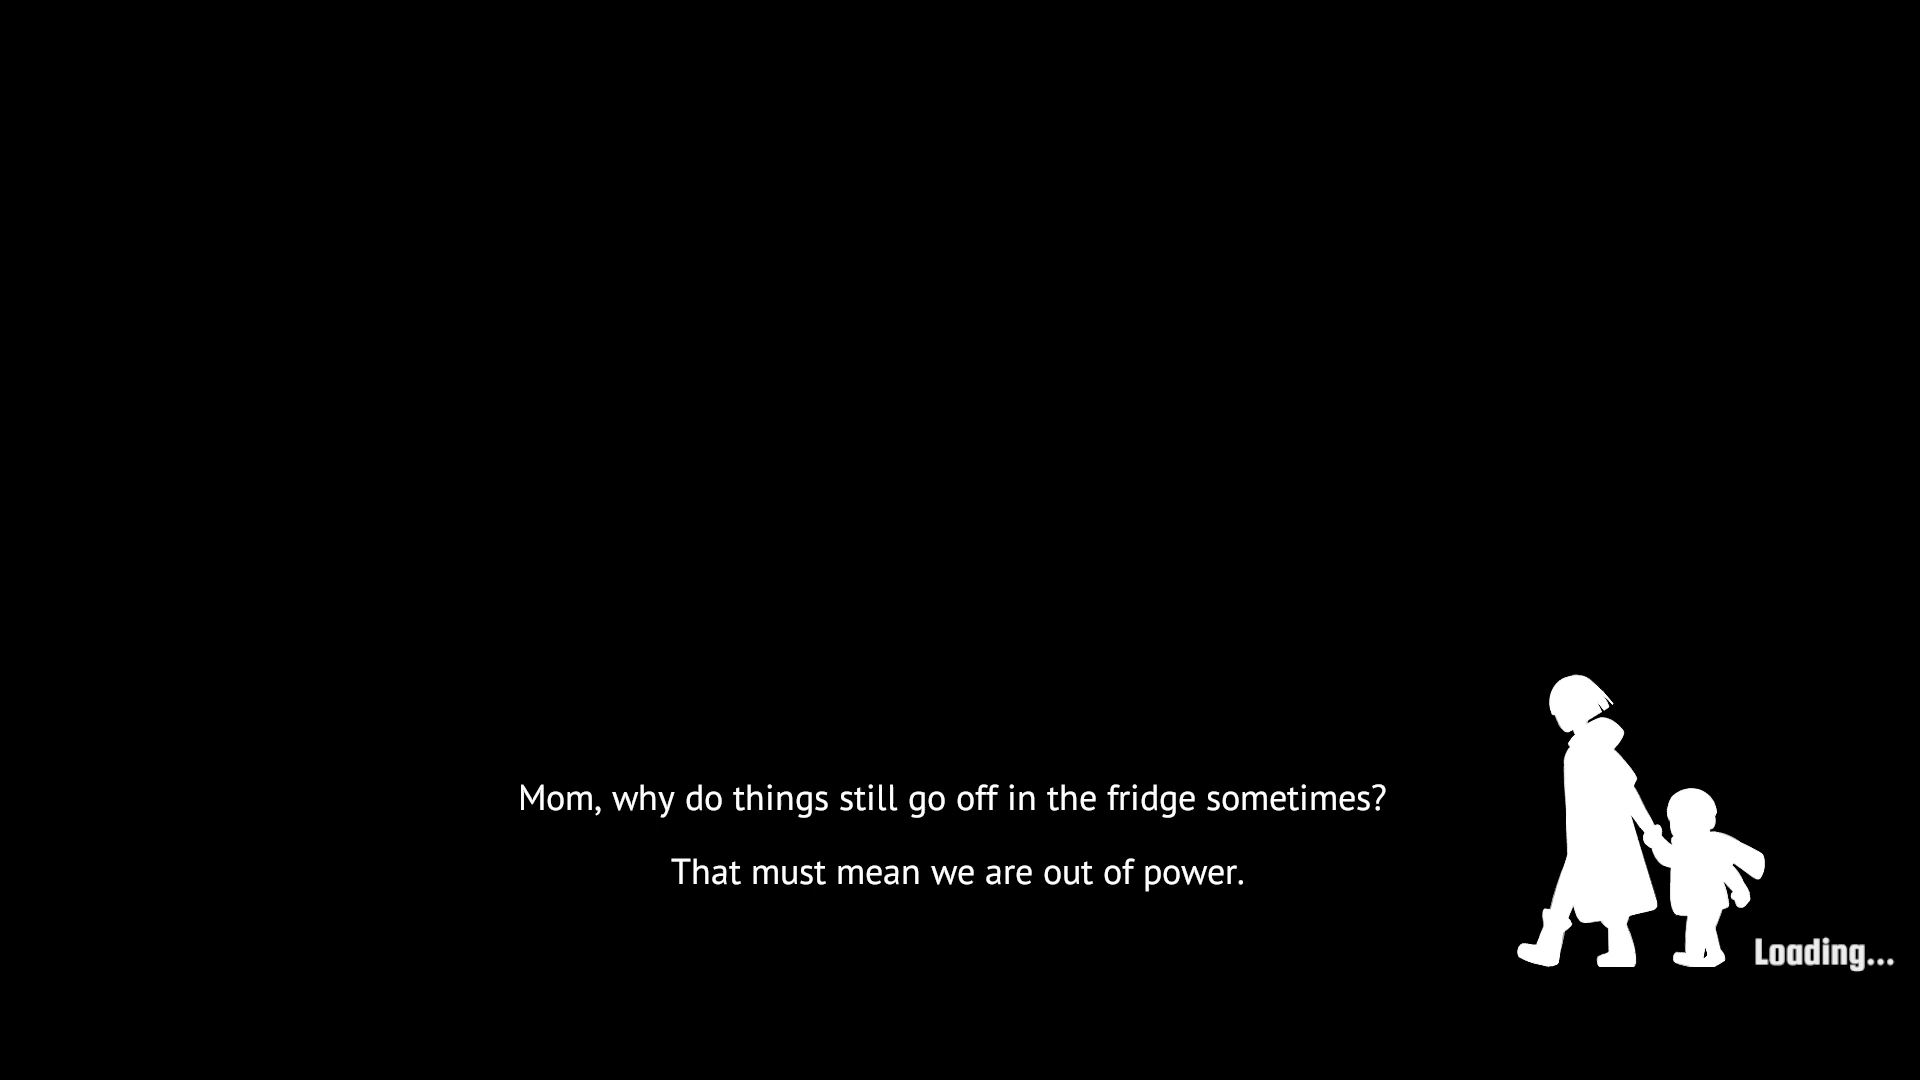 Mom, why do things still go off in the fridge sometimes?
That must mean we are out of power.
Loading...